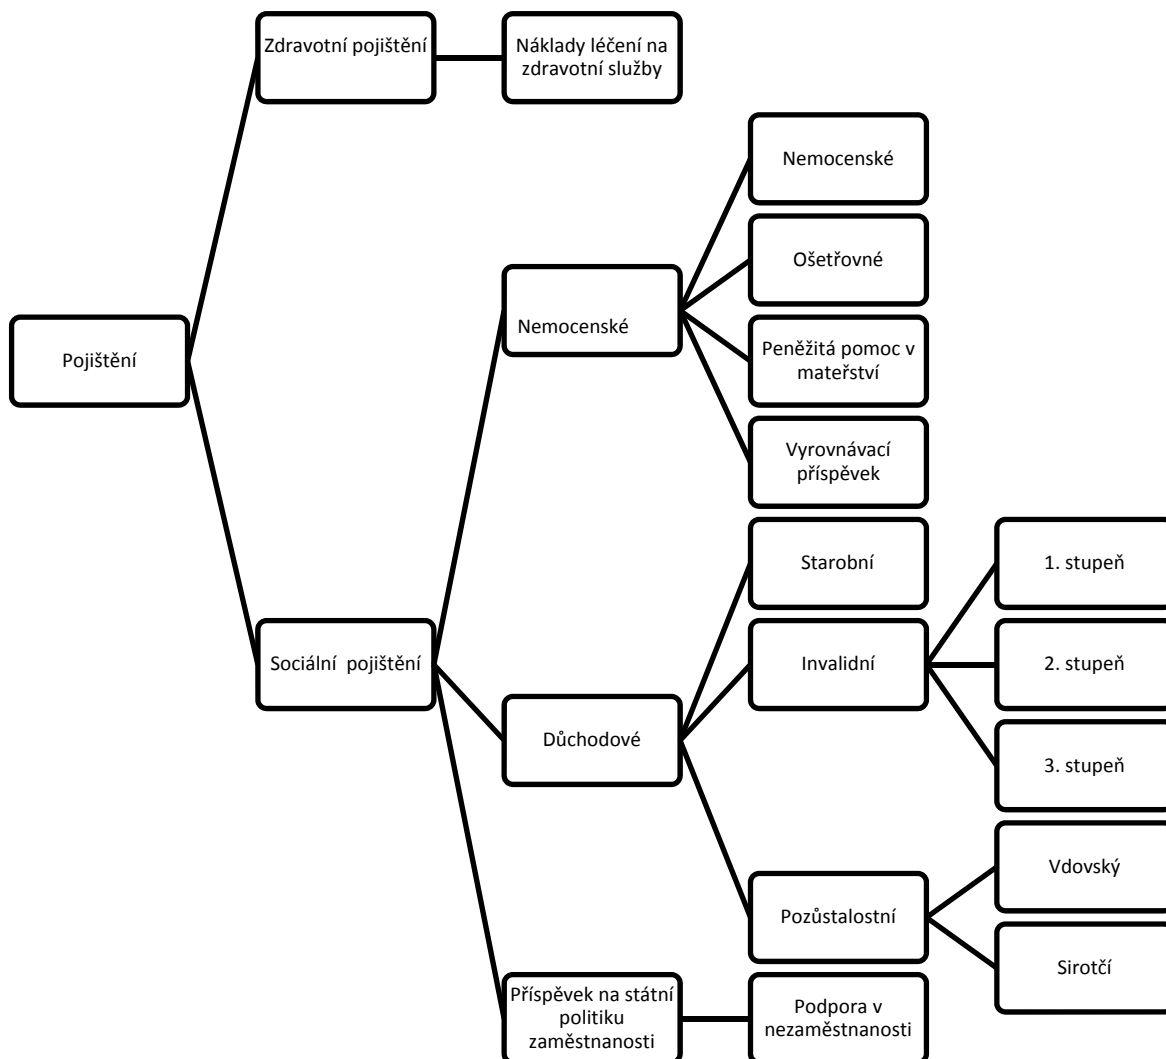 Zdravotní pojištění
Náklady léčení na
zdravotní služby
Nemocenské
Ošetřovné
Nemocenské
Pojištění
Peněžitá pomoc v
mateřství
Vyrovnávací
příspěvek
Starobní
1. stupeň
Sociální  pojištění
Invalidní
2. stupeň
Důchodové
3. stupeň
Vdovský
Pozůstalostní
Sirotčí
Příspěvek na státní
politiku
zaměstnanosti
Podpora v
nezaměstnanosti